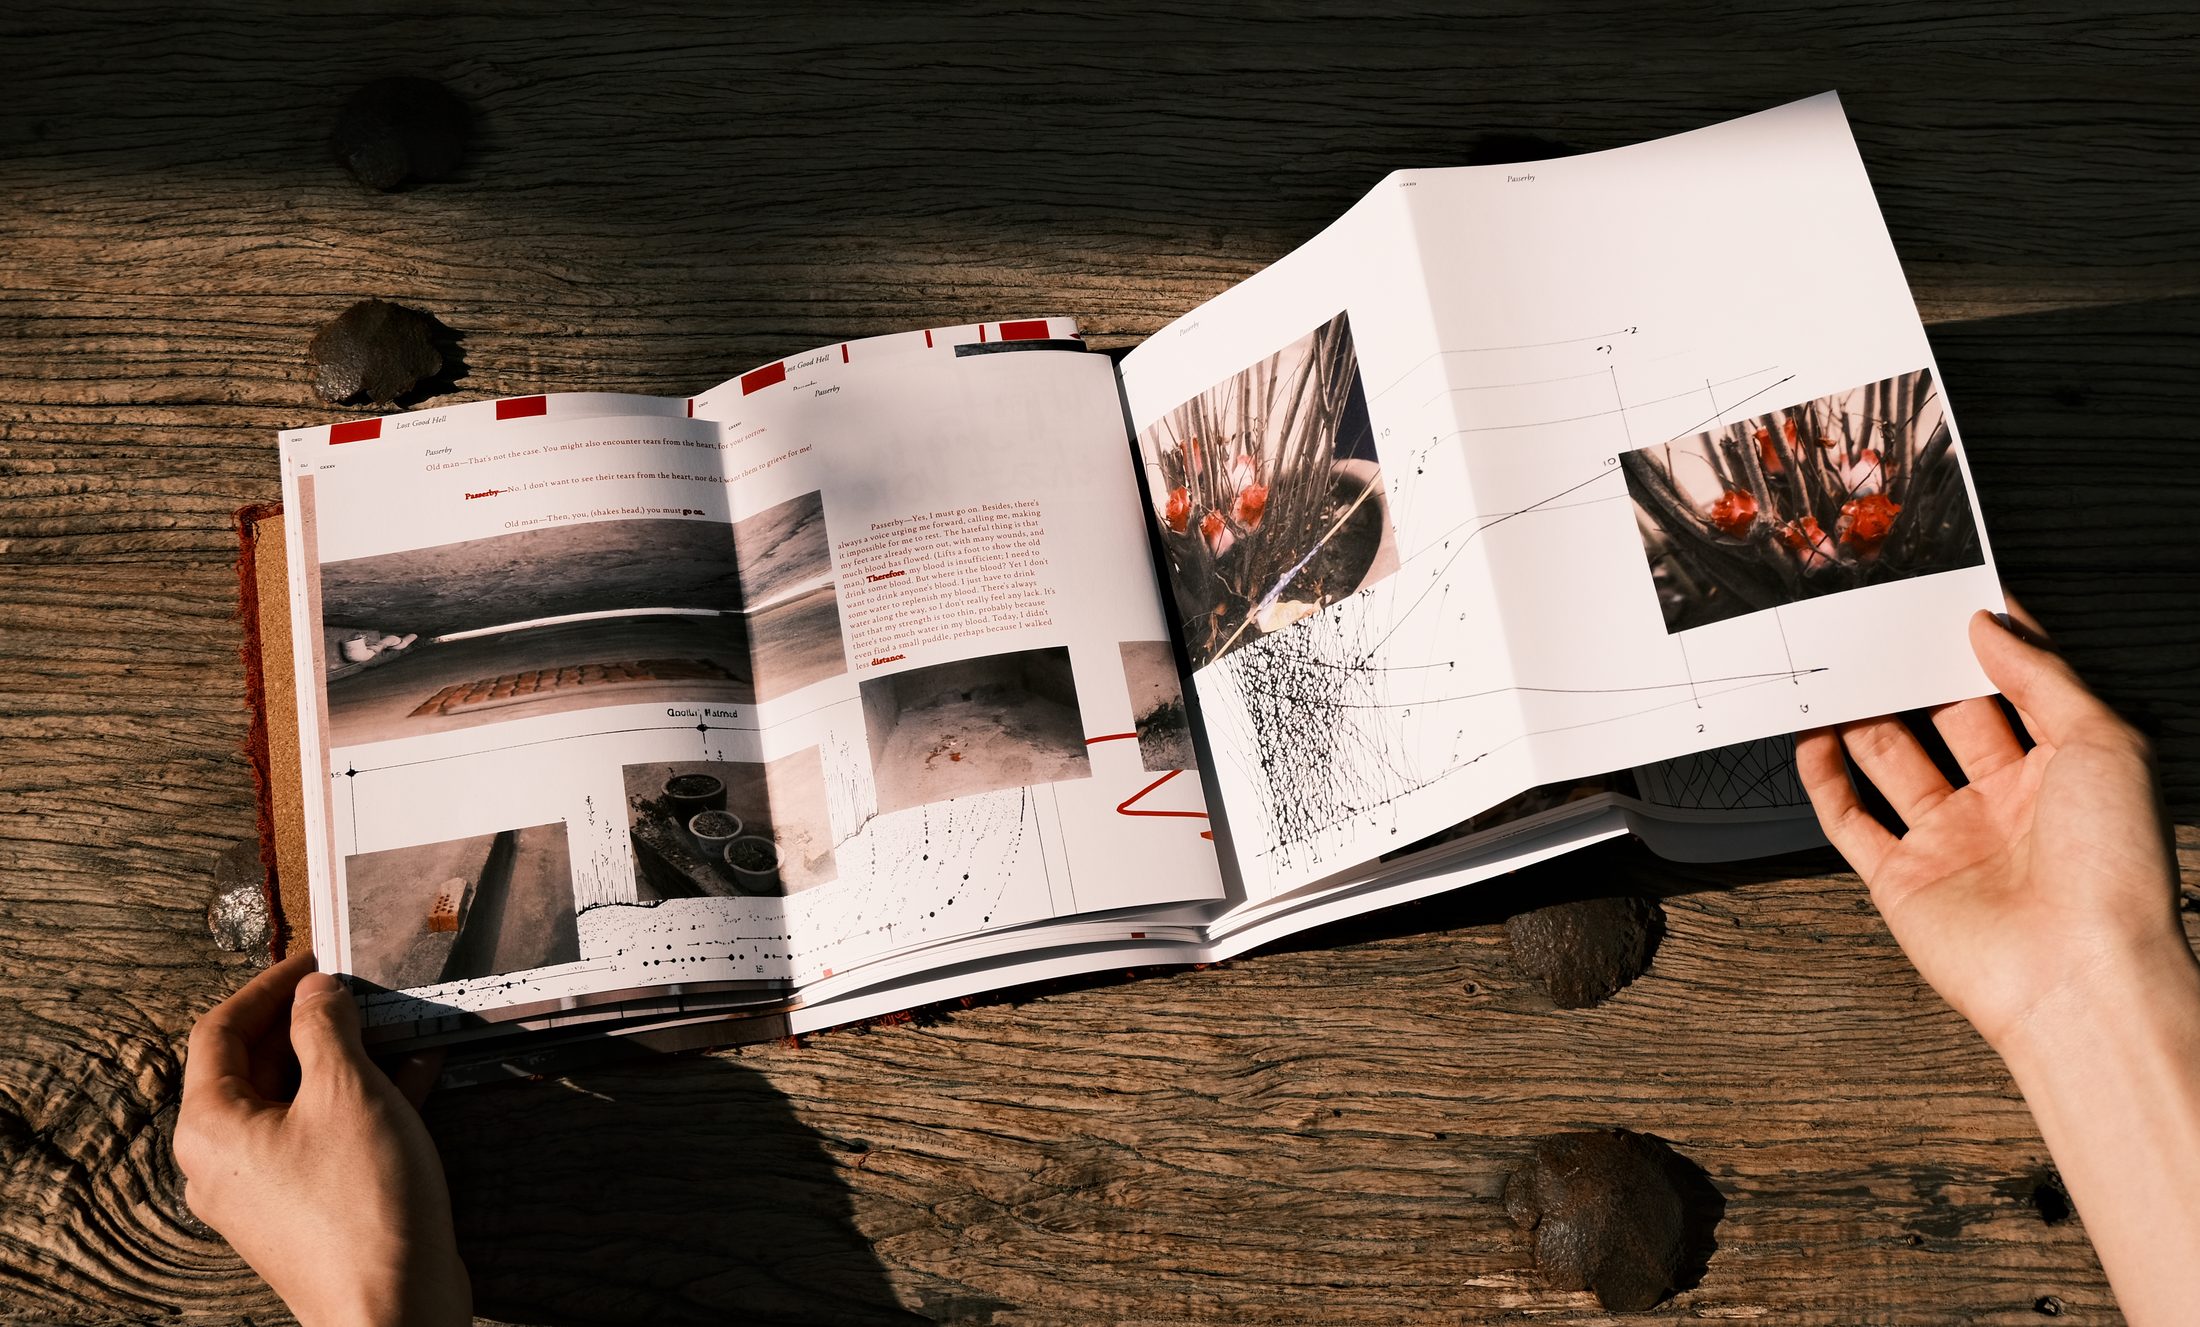 Lost Good Hell
Lost Good Hell
Passerby
Passerby
Old man—That's not the case. You might also encounter tears from the heart, for your sorrow.
Passerby—No. I don't want to see their tears from the heart, nor do I want them to grieve for me!
Old man—Then, you, (shakes head,) you must go on.
Passerby—Yes, I must go on. Besides, there's
always a voice urging me forward, calling me, making
it impossible for me to rest. The hateful thing is that
my feet are already worn out, with many wounds, and
much blood has flowed. (Lifts a foot to show the old
man,) Therefore, my blood is insufficient; I need to
drink some blood. But where is the blood? Yet I don't
want to drink anyone's blood. I just have to drink
some water to replenish my blood. There's always
water along the way, so I don't really feel any lack. It's
just that my strength is too thin, probably because
there's too much water in my blood. Today, I didn't
even find a small puddle, perhaps because I walked
less distance.
15
Passerby
Passerby
2
10
10
2